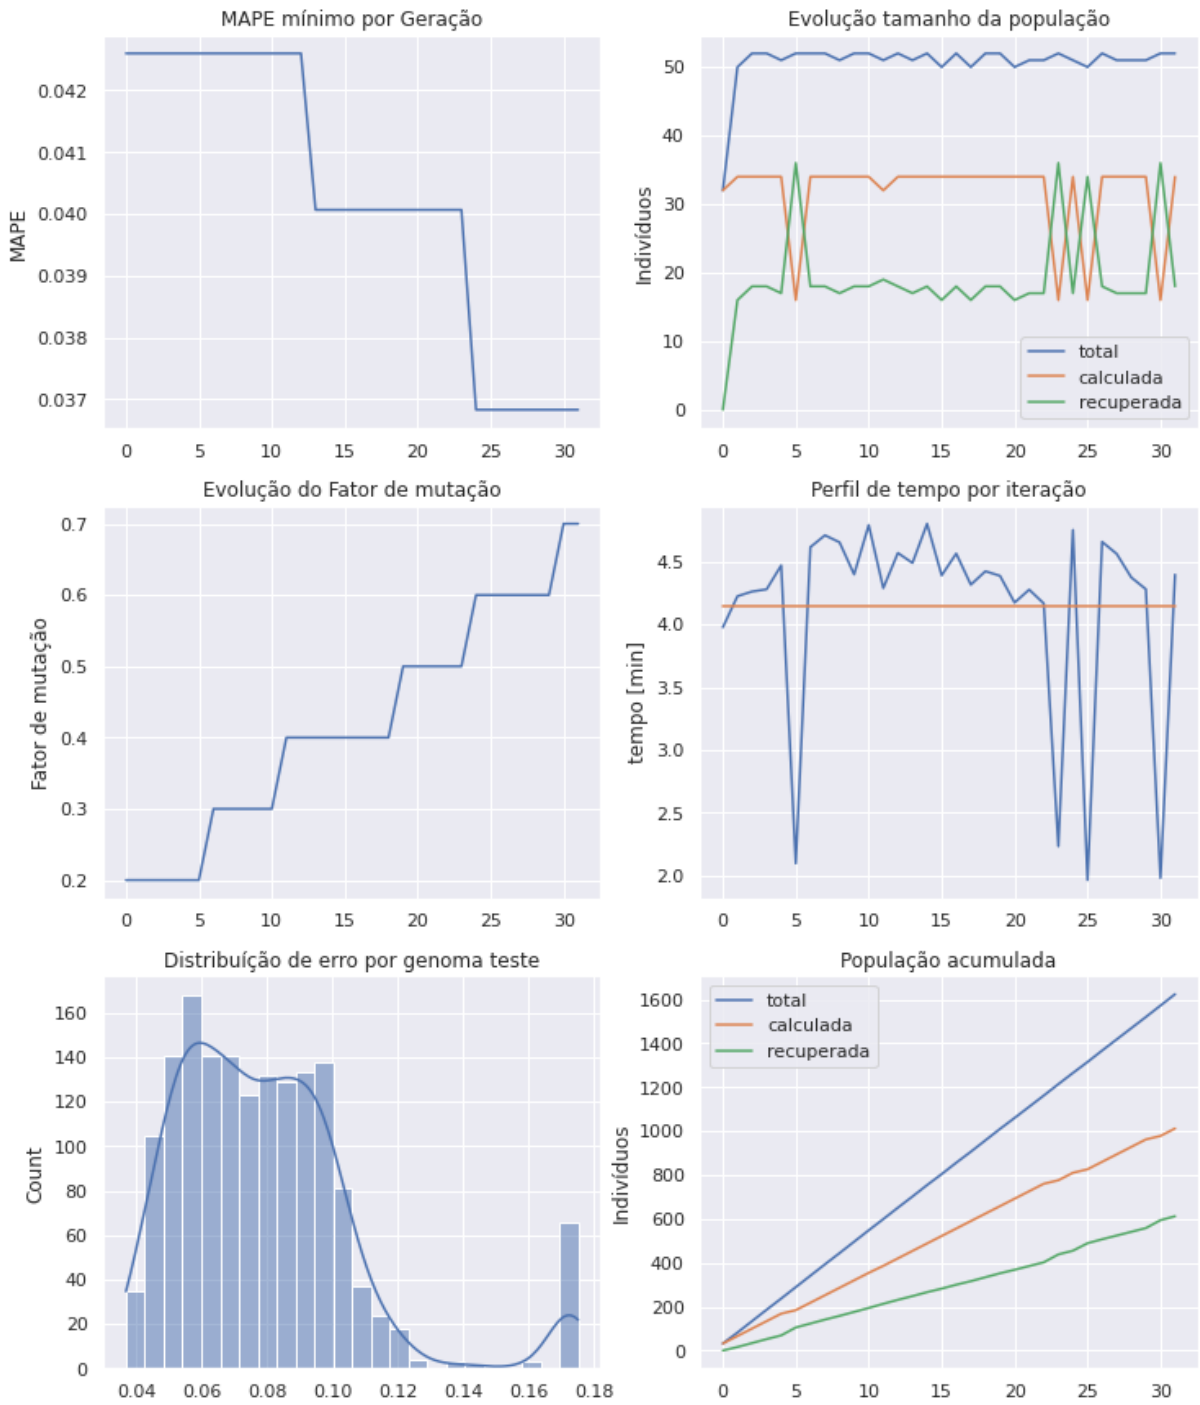 MAPE mínimo por Geração
MAPE
0.042
0.041
0.040
0.039
0.038
0.037
0 5 10 15 20 25 30
Evolução tamanho da população
Indivíduos
50
40
30
20
10
0
total
calculada
recuperada
0 5 10 15 20 25 30
Evolução do Fator de mutação
Fator de mutação
0.7
0.6
0.5
0.4
0.3
0.2
0 5 10 15 20 25 30
Perfil de tempo por iteração
tempo [min]
4.5
4.0
3.5
3.0
2.5
2.0
0 5 10 15 20 25 30
Distribuíção de erro por genoma teste
Count
160
140
120
100
80
60
40
20
0
0.04 0.06 0.08 0.10 0.12 0.14 0.16 0.18
População acumulada
Indivíduos
1600
1400
1200
1000
800
600
400
200
0
total
calculada
recuperada
0 5 10 15 20 25 30